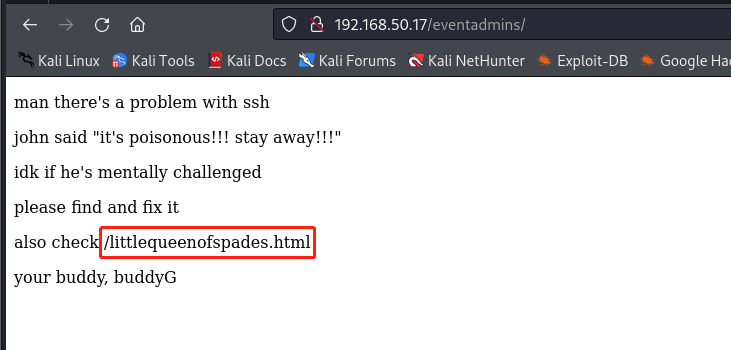 192.168.50.17/eventadmins/
Kali Linux Kali Tools Kali Docs Kali Forums Kali NetHunter Exploit-DB Google Hac
man there's a problem with ssh
john said "it's poisonous!!! stay away!!!"
idk if he's mentally challenged
please find and fix it
also check /littlequeenofspades.html
your buddy, buddyG